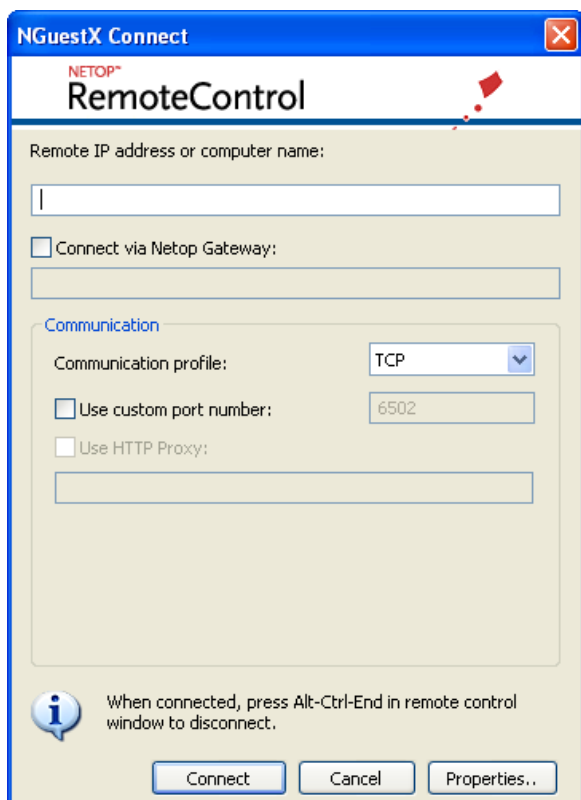 NGuestX Connect
NETOP™
RemoteControl
Remote IP address or computer name:
Connect via Netop Gateway:
Communication
Communication profile:
TCP
Use custom port number:
6502
Use HTTP Proxy:
When connected, press Alt-Ctrl-End in remote control
window to disconnect.
Connect
Cancel
Properties..